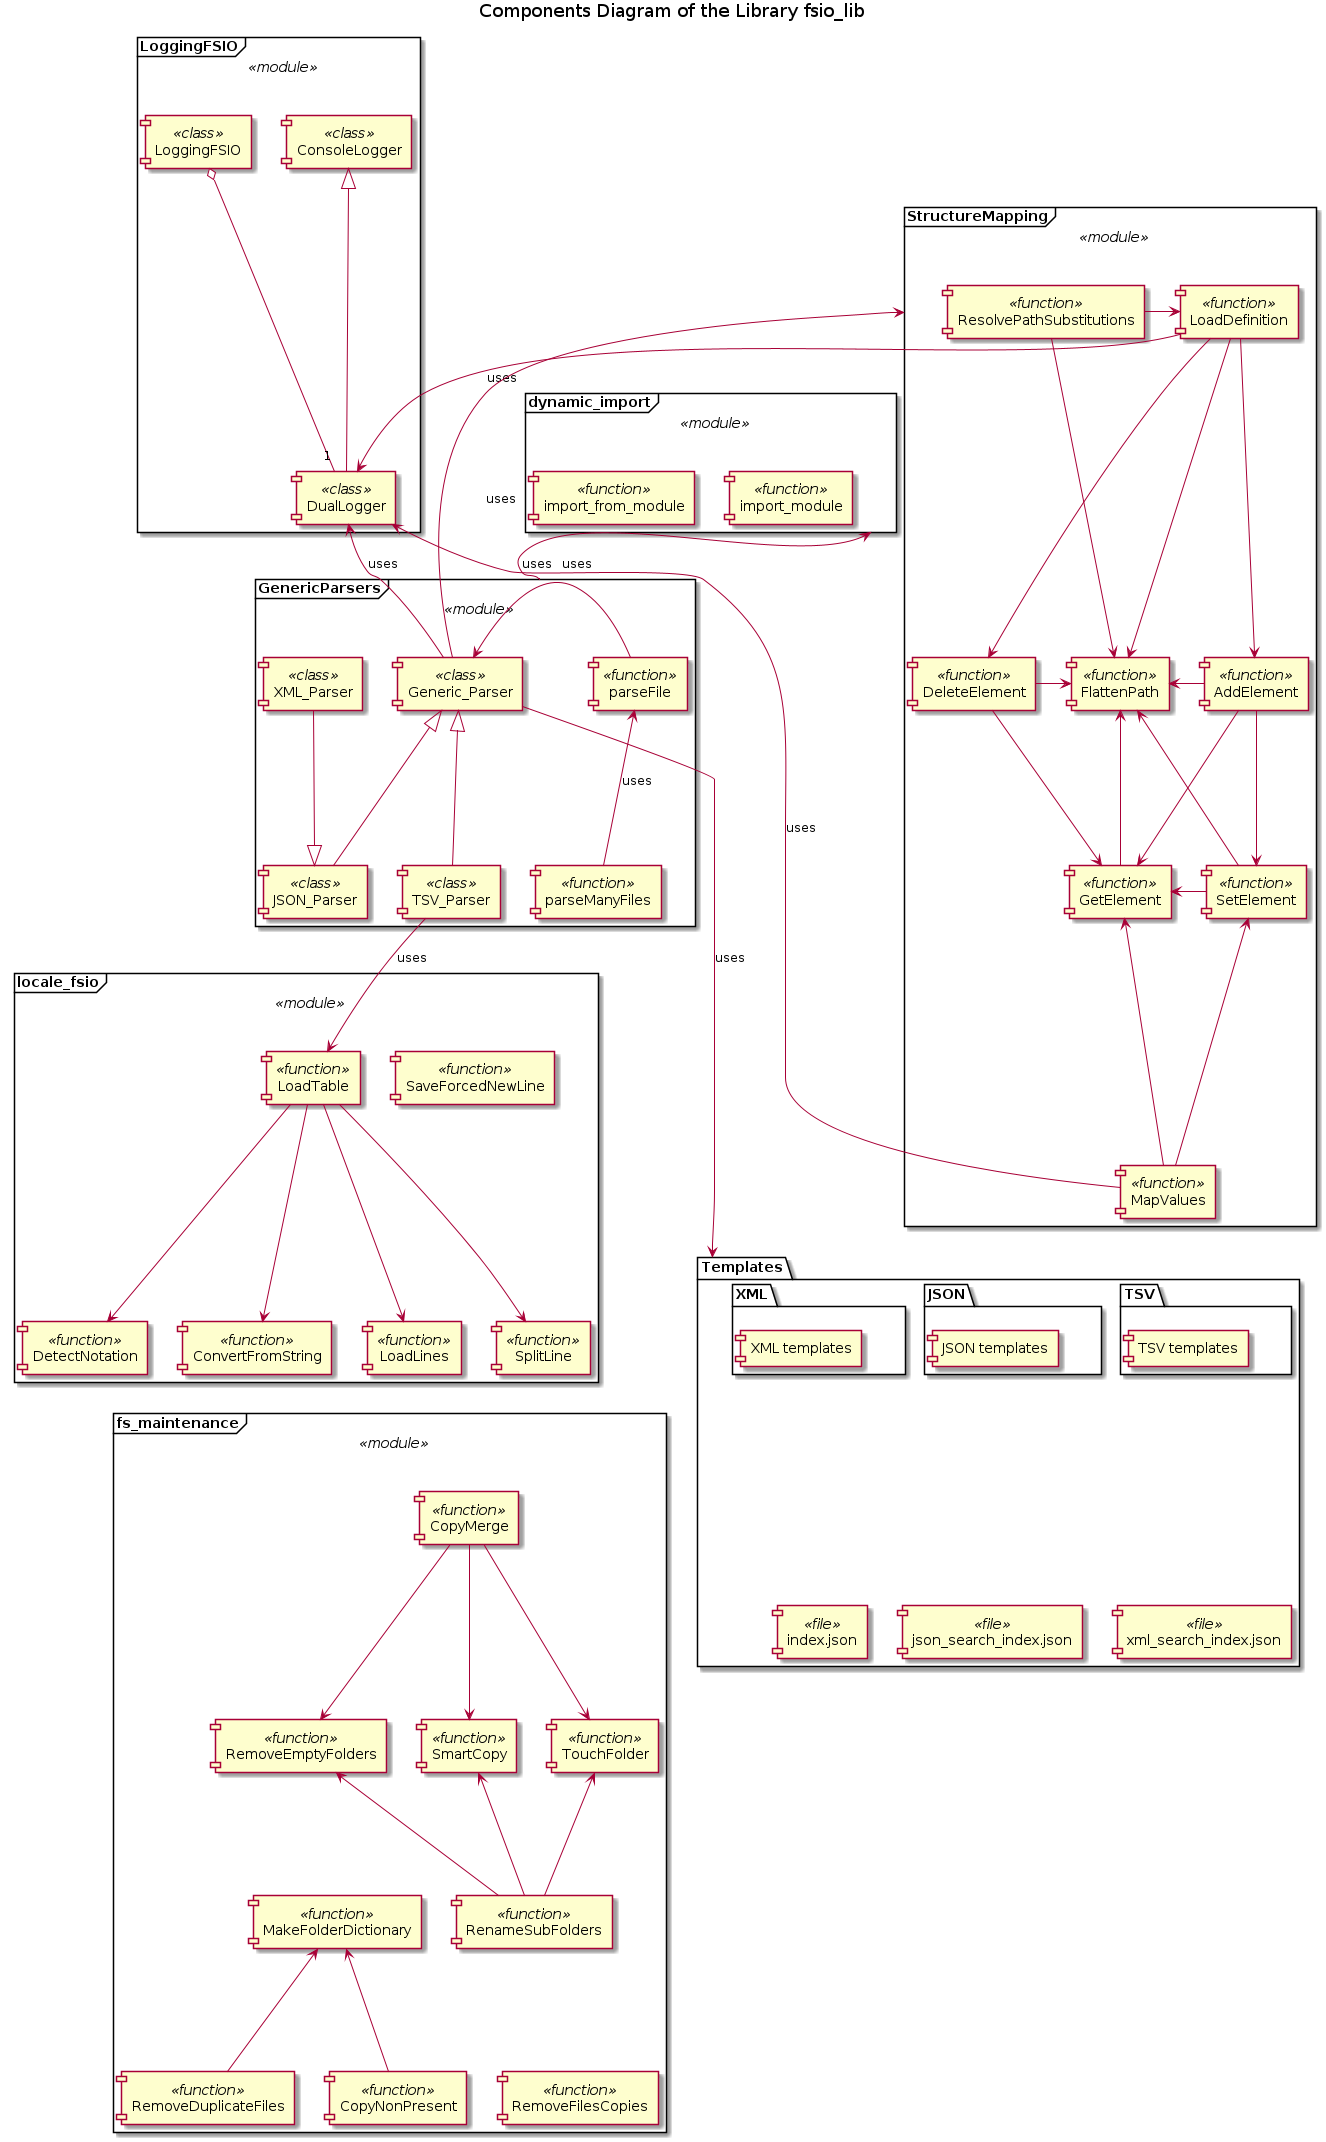 Components Diagram of the Library fsio_lib
LoggingFSIO
«module»
«class»
LoggingFSIO
«class»
ConsoleLogger
1
«class»
DualLogger
StructureMapping
«module»
«function»
ResolvePathSubstitutions
«function»
LoadDefinition
uses
dynamic_import
«module»
«function»
import_from_module
«function»
import_module
uses
uses
uses
uses
GenericParsers
«module»
«class»
XML_Parser
«class»
Generic_Parser
«function»
parseFile
uses
«class»
JSON_Parser
«class»
TSV_Parser
«function»
parseManyFiles
«function»
DeleteElement
«function»
FlattenPath
«function»
AddElement
uses
«function»
GetElement
«function»
SetElement
uses
uses
locale_fsio
«module»
«function»
LoadTable
«function»
SaveForcedNewLine
«function»
MapValues
«function»
DetectNotation
«function»
ConvertFromString
«function»
LoadLines
«function»
SplitLine
Templates
XML
XML templates
JSON
JSON templates
TSV
TSV templates
«file»
index.json
«file»
json_search_index.json
«file»
xml_search_index.json
fs_maintenance
«module»
«function»
CopyMerge
«function»
RemoveEmptyFolders
«function»
SmartCopy
«function»
TouchFolder
«function»
MakeFolderDictionary
«function»
RenameSubFolders
«function»
RemoveDuplicateFiles
«function»
CopyNonPresent
«function»
RemoveFilesCopies